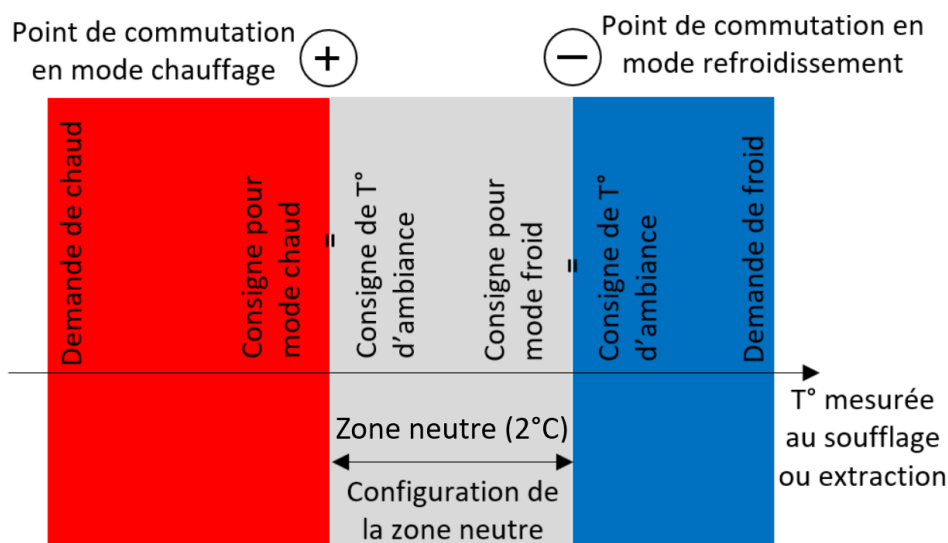 Point de commutation
en mode chauffage
+
−
Point de commutation en
mode refroidissement
Demande de chaud
Consigne pour
mode chaud
=
Consigne de T°
d’ambiance
Consigne pour
mode froid
=
Consigne de T°
d’ambiance
Demande de froid
T° mesurée
au soufflage
ou extraction
Zone neutre (2°C)
Configuration de
la zone neutre